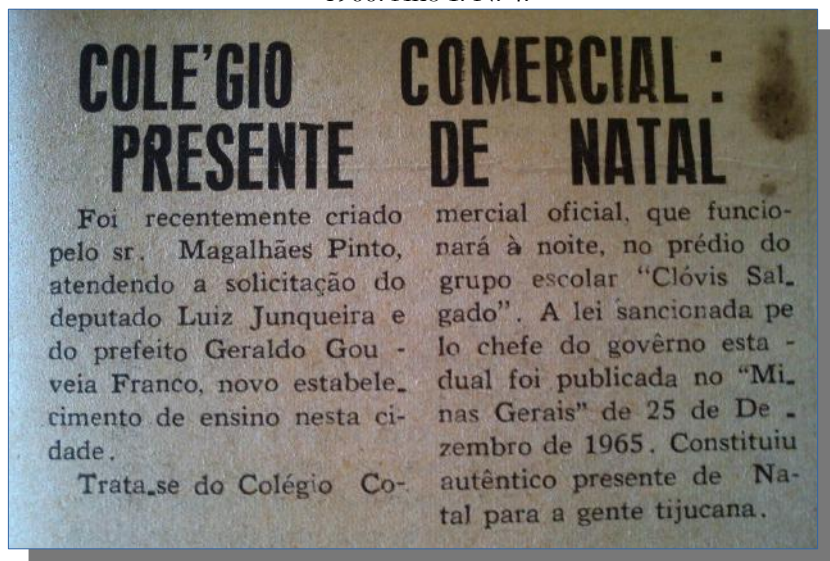 COLE'GIO COMERCIAL :
PRESENTE DE NATAL
Foi recentemente criado
pelo sr. Magalhães Pinto,
atendendo a solicitação do
deputado Luiz Junqueira e
do prefeito Geraldo Gou -
veia Franco, novo estabele_
cimento de ensino nesta ci-
dade.
Trata_se do Colégio Co-
mercial oficial, que funcio-
nará à noite, no prédio do
grupo escolar "Clóvis Sal_
gado". A lei sancionada pe
lo chefe do govêrno esta -
dual foi publicada no "Mi_
nas Gerais" de 25 de De _
zembro de 1965. Constituiu
autêntico presente de Na-
tal para a gente tijucana.